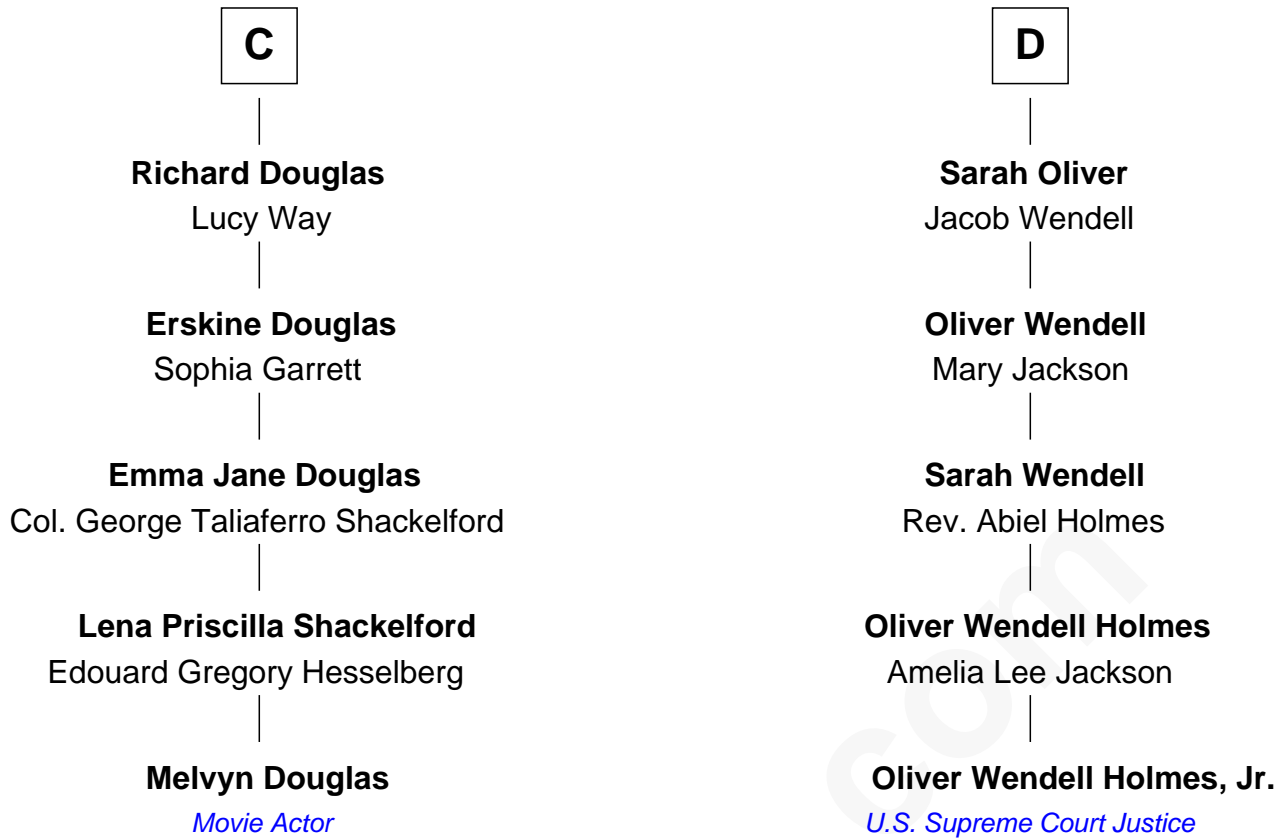 C
Richard Douglas
Lucy Way
Erskine Douglas
Sophia Garrett
Emma Jane Douglas
Col. George Taliaferro Shackelford
Lena Priscilla Shackelford
Edouard Gregory Hesselberg
Melvyn Douglas
Movie Actor
D
Sarah Oliver
Jacob Wendell
Oliver Wendell
Mary Jackson
Sarah Wendell
Rev. Abiel Holmes
Oliver Wendell Holmes
Amelia Lee Jackson
Oliver Wendell Holmes, Jr.
U.S. Supreme Court Justice
com